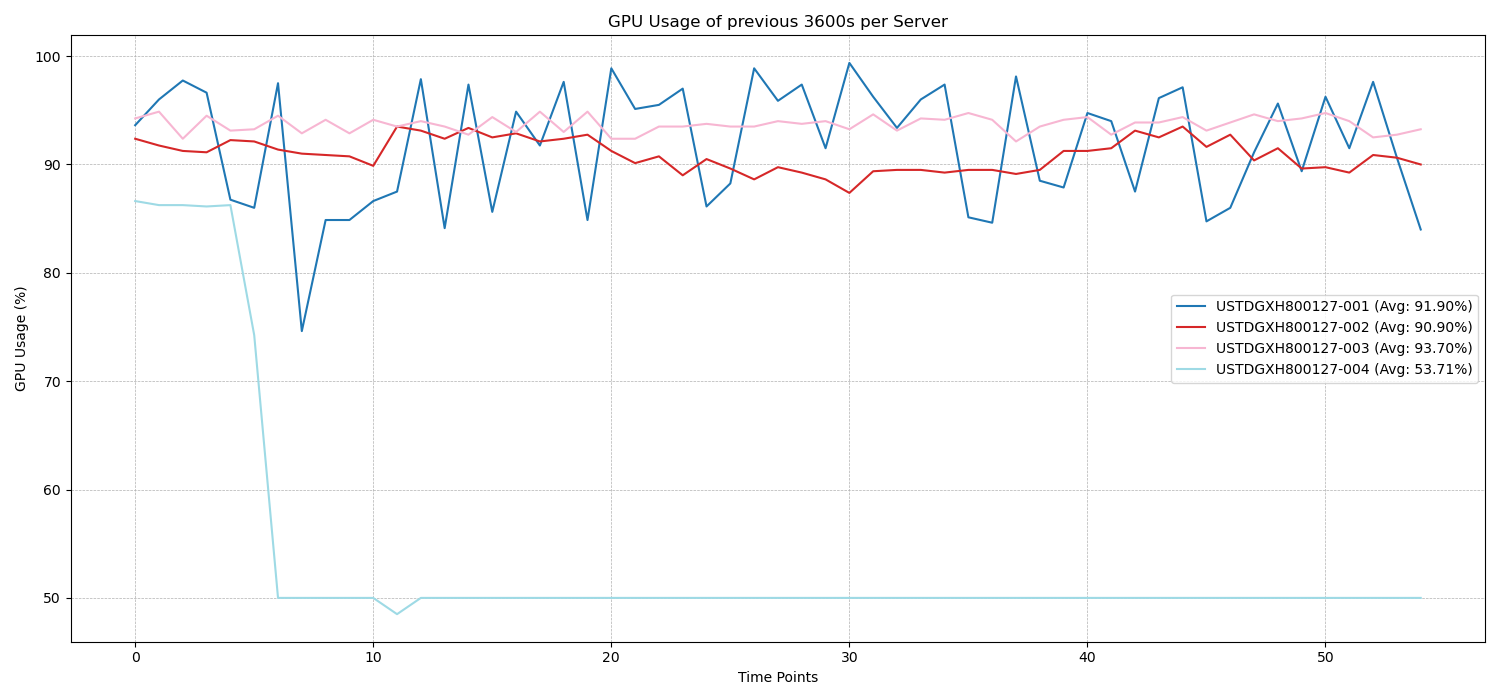 GPU Usage of previous 3600s per Server
GPU Usage (%)
100
90
80
70
60
50
USTDGXH800127-001 (Avg: 91.90%)
USTDGXH800127-002 (Avg: 90.90%)
USTDGXH800127-003 (Avg: 93.70%)
USTDGXH800127-004 (Avg: 53.71%)
0 10 20 30 40 50
Time Points